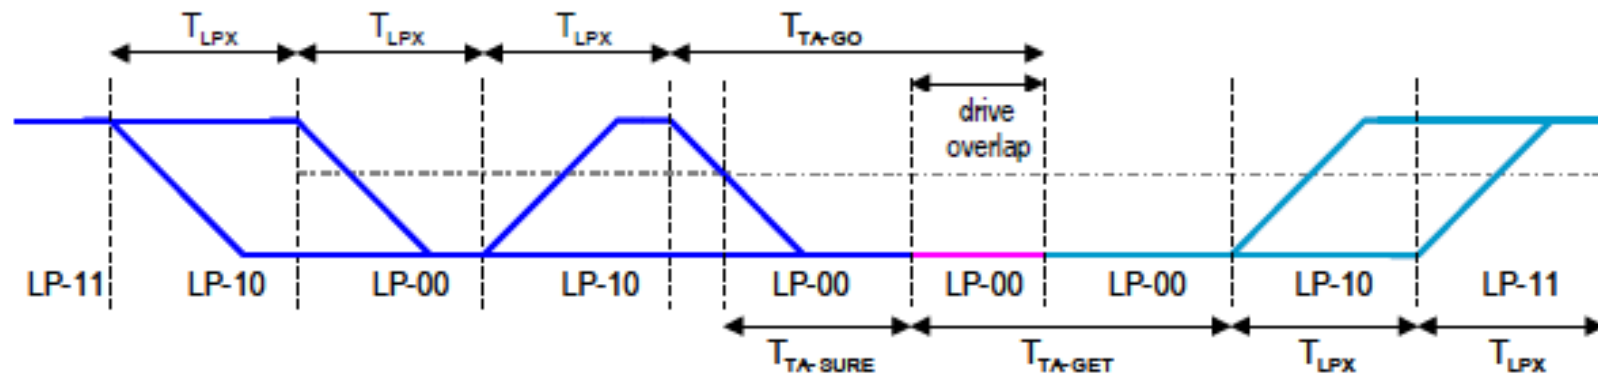 TLPX TLPX TLPX TTA-GO
drive
overlap
LP-11 LP-10 LP-00 LP-10 LP-00 LP-00 LP-00 LP-10 LP-11
TTA-SURE TTA-GET TLPX TLPX